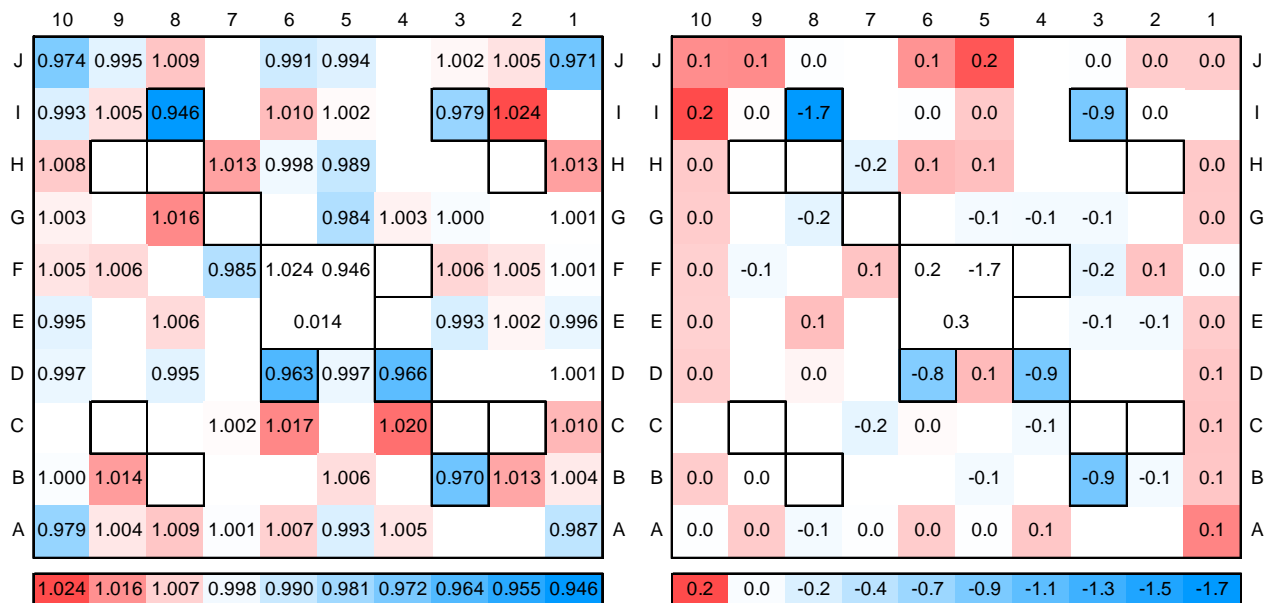 10 9 8 7 6 5 4 3 2 1 10 9 8 7 6 5 4 3 2 1
J 0.974 0.995 1.009 0.991 0.994 1.002 1.005 0.971 J J 0.1 0.1 0.0 0.1 0.2 0.0 0.0 0.0 J
I 0.993 1.005 0.946 1.010 1.002 0.979 1.024 I I 0.2 0.0 -1.7 0.0 0.0 -0.9 0.0 I
H 1.008 1.013 0.998 0.989 1.013 H H 0.0 -0.2 0.1 0.1 0.0 H
G 1.003 1.016 0.984 1.003 1.000 1.001 G G 0.0 -0.2 -0.1 -0.1 -0.1 0.0 G
F 1.005 1.006 0.985 1.024 0.946 1.006 1.005 1.001 F F 0.0 -0.1 0.1 0.2 -1.7 -0.2 0.1 0.0 F
E 0.995 1.006 0.014 0.993 1.002 0.996 E E 0.0 0.1 0.3 -0.1 -0.1 0.0 E
D 0.997 0.995 0.963 0.997 0.966 1.001 D D 0.0 0.0 -0.8 0.1 -0.9 0.1 D
C 1.002 1.017 1.020 1.010 C C -0.2 0.0 -0.1 0.1 C
B 1.000 1.014 1.006 0.970 1.013 1.004 B B 0.0 0.0 -0.1 -0.9 -0.1 0.1 B
A 0.979 1.004 1.009 1.001 1.007 0.993 1.005 0.987 A A 0.0 0.0 -0.1 0.0 0.0 0.0 0.1 0.1 A
1.024 1.016 1.007 0.998 0.990 0.981 0.972 0.964 0.955 0.946 0.2 0.0 -0.2 -0.4 -0.7 -0.9 -1.1 -1.3 -1.5 -1.7